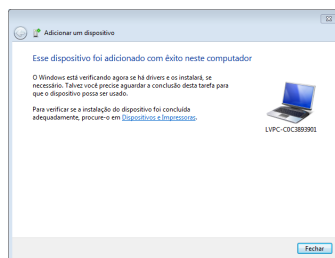 Adicionar um dispositivo
Esse dispositivo foi adicionado com êxito neste computador
O Windows está verificando agora se há drivers e os instalará, se
necessário. Talvez você precise aguardar a conclusão desta tarefa para
que o dispositivo possa ser usado.
Para verificar se a instalação do dispositivo foi concluída
adequadamente, procure-o em Dispositivos e Impressoras.
LVPC-C0C3893901
Fechar